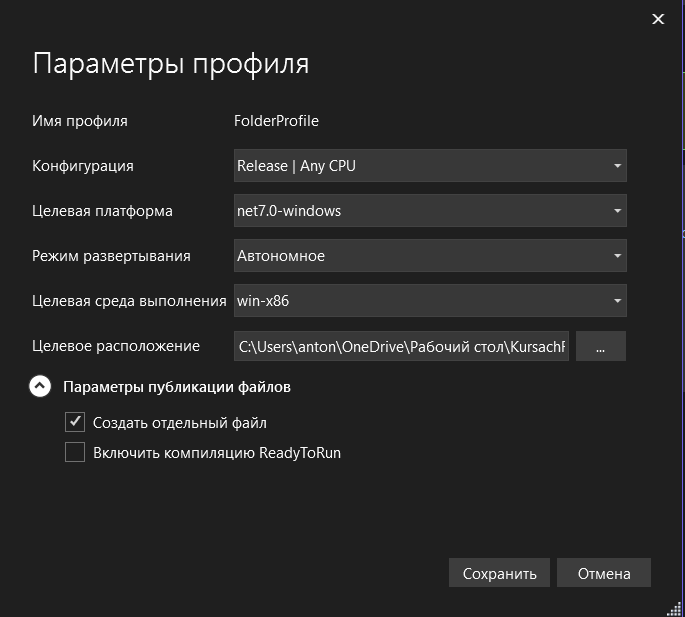 Параметры профиля
Имя профиля FolderProfile
Конфигурация Release | Any CPU
Целевая платформа net7.0-windows
Режим развертывания Автономное
Целевая среда выполнения win-x86
Целевое расположение C:\Users\anton\OneDrive\Рабочий стол\KursachF ...
Параметры публикации файлов
Создать отдельный файл
Включить компиляцию ReadyToRun
Сохранить Отмена